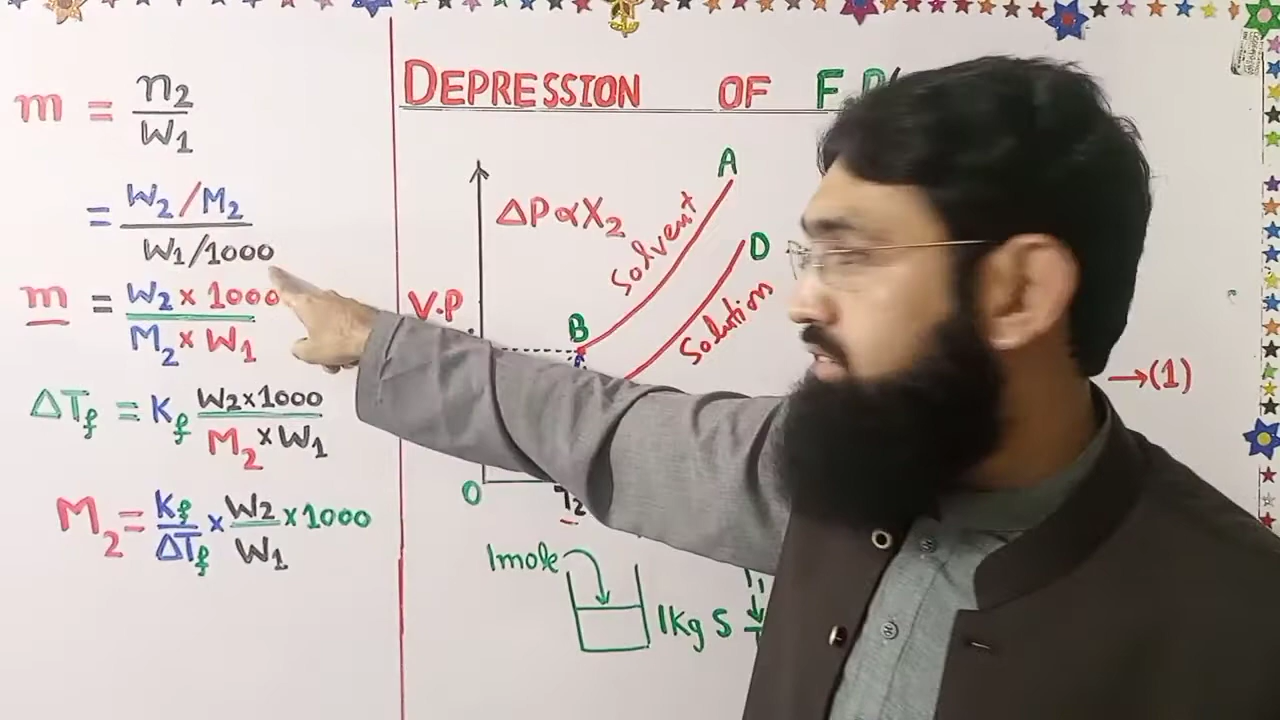 m = n2/W1
= W2/M2 / W1/1000
m = W2 x 1000 / M2 x W1
ΔTf = Kf W2 x 1000 / M2 x W1
M2 = Kf/ΔTf x W2/W1 x 1000
DEPRESSION OF F.P
ΔP ∝ X2
A
Solvent
D
Solution
V.P
B
→(1)
O
T2
1mole
1Kg S